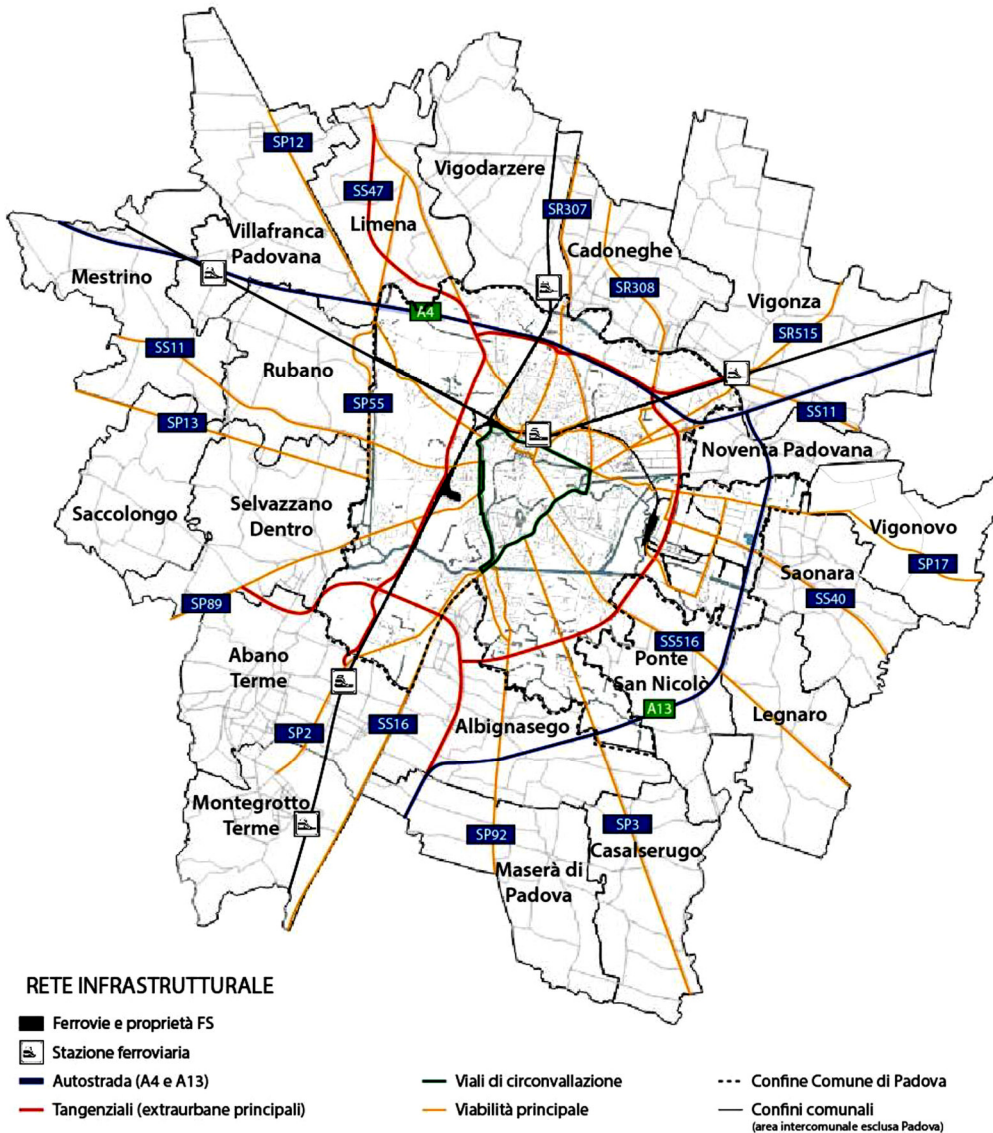 SP12
Vigodarzere
SS47
SR307
Limena
Villafranca
Padovana
Cadoneghe
Mestrino
SR308
Vigonza
A4
SR515
SS11
Rubano
SP55
SS11
SP13
Noventa Padovana
Saccolongo
Selvazzano
Dentro
Vigonovo
SP17
Saonara
SS40
SP89
SS516
Abano
Terme
Ponte
San Nicolò
A13
Legnaro
SP2
SS16
Albignasego
Montegrotto
Terme
SP92
SP3
Casalserugo
Maserà di
Padova
RETE INFRASTRUTTURALE
Ferrovie e proprietà FS
Stazione ferroviaria
Autostrada (A4 e A13)
Viali di circonvallazione
Confine Comune di Padova
Tangenziali (extraurbane principali)
Viabilità principale
Confini comunali
(area intercomunale esclusa Padova)